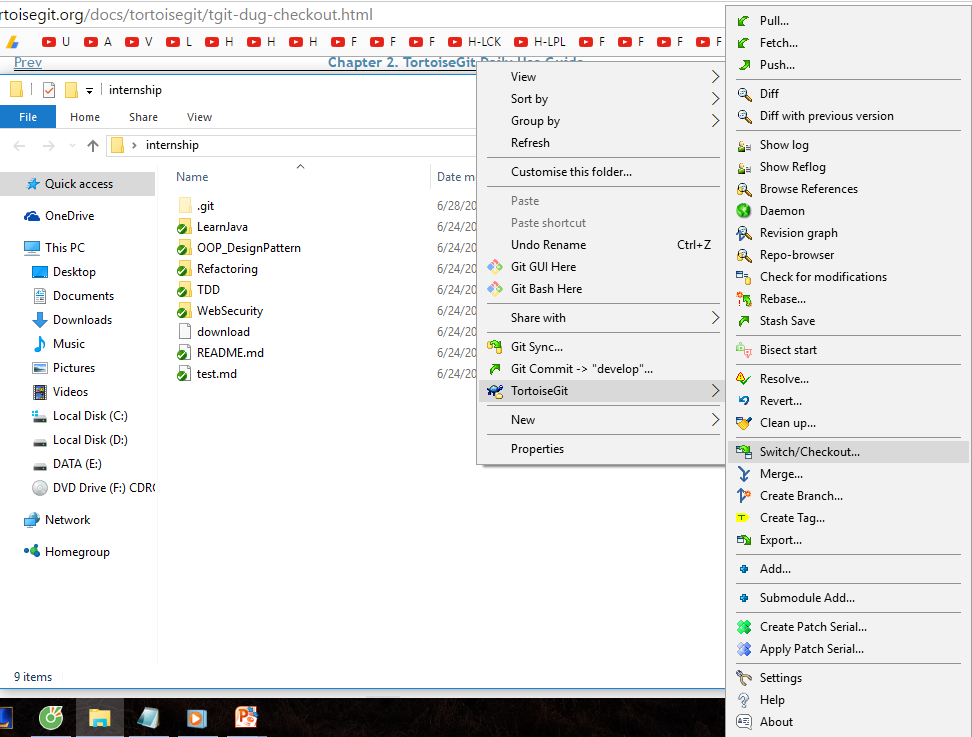 rtoisegit.org/docs/tortoisegit/tgit-dug-checkout.html
U A V L H H H F F F H-LCK H-LPL F F F F
Prev
Chapter 2. TortoiseGit Daily Use Guide
internship
File Home Share View
internship
Quick access
OneDrive
This PC
Desktop
Documents
Downloads
Music
Pictures
Videos
Local Disk (C:)
Local Disk (D:)
DATA (E:)
DVD Drive (F:) CDRO
Network
Homegroup
9 items
Name Date m
.git 6/28/20
LearnJava 6/24/20
OOP_DesignPattern 6/24/20
Refactoring 6/24/20
TDD 6/24/20
WebSecurity 6/24/20
download 6/24/20
README.md 6/24/20
test.md 6/24/20
View
Sort by
Group by
Refresh
Customise this folder...
Paste
Paste shortcut
Undo Rename Ctrl+Z
Git GUI Here
Git Bash Here
Share with
Git Sync...
Git Commit -> "develop"...
TortoiseGit
New
Properties
Pull...
Fetch...
Push...
Diff
Diff with previous version
Show log
Show Reflog
Browse References
Daemon
Revision graph
Repo-browser
Check for modifications
Rebase...
Stash Save
Bisect start
Resolve...
Revert...
Clean up...
Switch/Checkout...
Merge...
Create Branch...
Create Tag...
Export...
Add...
Submodule Add...
Create Patch Serial...
Apply Patch Serial...
Settings
Help
About